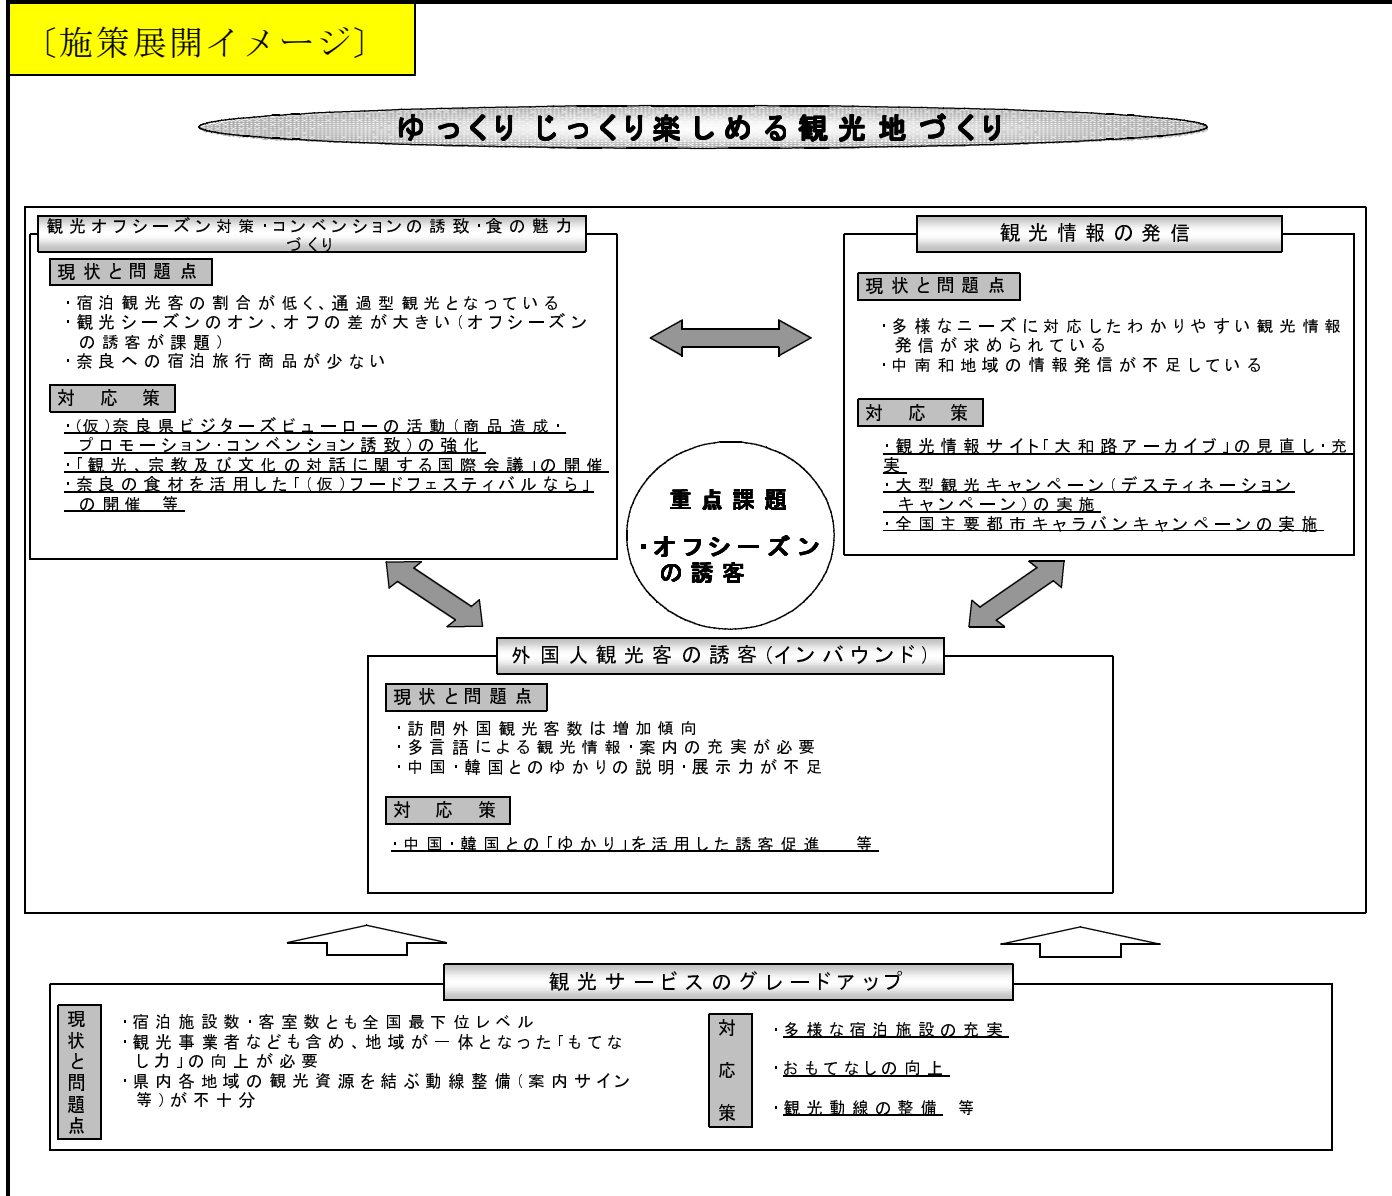 〔施策展開イメージ〕
ゆっくりじっくり楽しめる観光地づくり
観光オフシーズン対策・コンベンションの誘致・食の魅力
づくり
現状と問題点
・宿泊観光客の割合が低く、通過型観光となっている
・観光シーズンのオン、オフの差が大きい（オフシーズン
の誘客が課題）
・奈良への宿泊旅行商品が少ない
対　応　策
・(仮)奈良県ビジターズビューローの活動（商品造成・
プロモーション・コンベンション誘致）の強化
・「観光、宗教及び文化の対話に関する国際会議」の開催
・奈良の食材を活用した「（仮）フードフェスティバルなら」
の開催　等
観光情報の発信
現状と問題点
・多様なニーズに対応したわかりやすい観光情報
発信が求められている
・中南和地域の情報発信が不足している
対　応　策
・観光情報サイト「大和路アーカイブ」の見直し・充
実
・大型観光キャンペーン（デスティネーション
キャンペーン）の実施
・全国主要都市キャラバンキャンペーンの実施
重点課題
・オフシーズン
の誘客
外国人観光客の誘客（インバウンド）
現状と問題点
・訪問外国観光客数は増加傾向
・多言語による観光情報・案内の充実が必要
・中国・韓国とのゆかりの説明・展示力が不足
対　応　策
・中国・韓国との「ゆかり」を活用した誘客促進　等
観光サービスのグレードアップ
現状と問題点
・宿泊施設数・客室数とも全国最下位レベル
・観光事業者なども含め、地域が一体となった「もてな
し力」の向上が必要
・県内各地域の観光資源を結ぶ動線整備（案内サイン
等）が不十分
対　応　策
・多様な宿泊施設の充実
・おもてなしの向上
・観光動線の整備　等